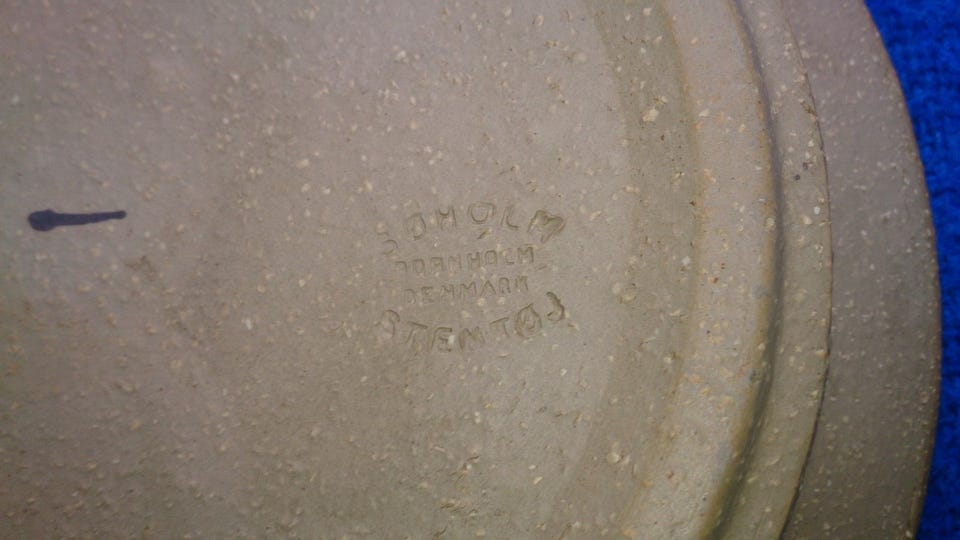 SØHOLM
BORNHOLM
DENMARK
STENTØJ